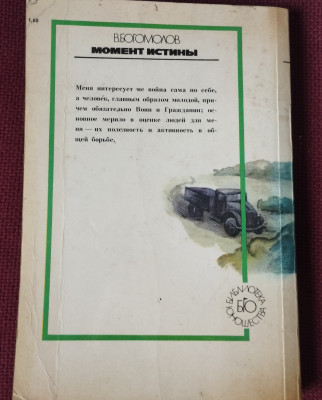 1,80
В.БОГОМОЛОВ
МОМЕНТ ИСТИНЫ
Меня интересует не война сама по себе,
а человек, главным образом молодой, при-
чем обязательно Воин и Гражданин; ос-
новное мерило в оценке людей для ме-
ня — их полезность и активность в об-
щей борьбе.
БИБЛИОТЕКА
ЮНОШЕСТВА
БЮ